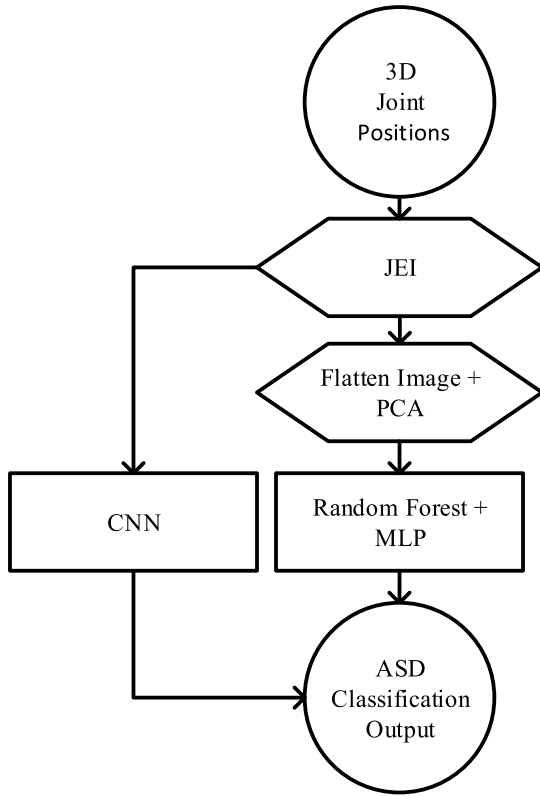 3D
Joint
Positions
JEI
Flatten Image +
PCA
CNN
Random Forest +
MLP
ASD
Classification
Output